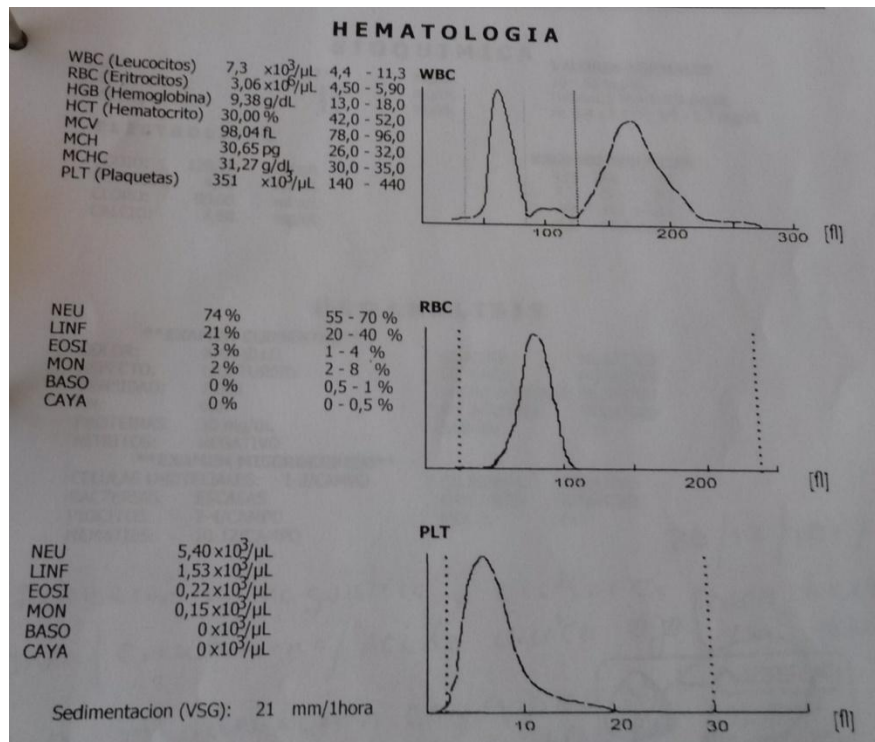 HEMATOLOGIA
WBC (Leucocitos) 7,3 x10³/µL 4,4 - 11,3
RBC (Eritrocitos) 3,06 x10⁶/µL 4,50 - 5,90
HGB (Hemoglobina) 9,38 g/dL 13,0 - 18,0
HCT (Hematocrito) 30,00 % 42,0 - 52,0
MCV 98,04 fL 78,0 - 96,0
MCH 30,65 pg 26,0 - 32,0
MCHC 31,27 g/dL 30,0 - 35,0
PLT (Plaquetas) 351 x10³/µL 140 - 440
WBC
100 200 300 [fl]
NEU 74 % 55 - 70 %
LINF 21 % 20 - 40 %
EOSI 3 % 1 - 4 %
MON 2 % 2 - 8 %
BASO 0 % 0,5 - 1 %
CAYA 0 % 0 - 0,5 %
RBC
100 200 [fl]
NEU 5,40 x10³/µL
LINF 1,53 x10³/µL
EOSI 0,22 x10³/µL
MON 0,15 x10³/µL
BASO 0 x10³/µL
CAYA 0 x10³/µL
PLT
10 20 30 [fl]
Sedimentacion (VSG): 21 mm/1hora